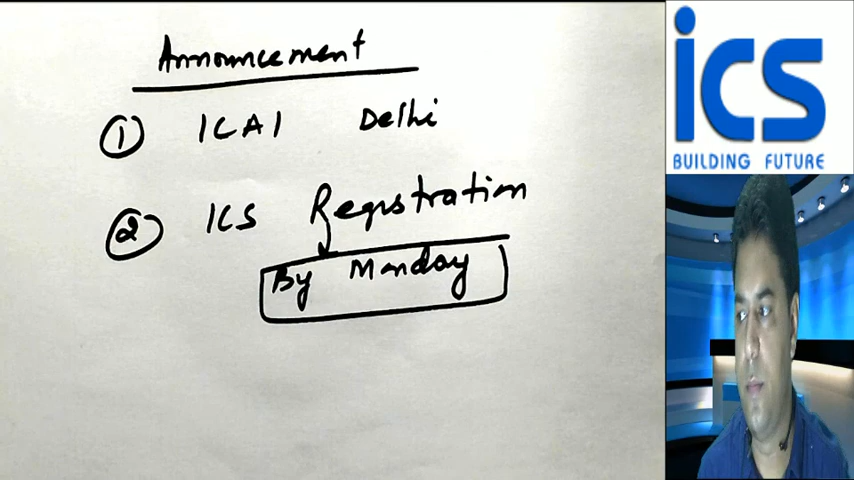 Announcement
① ICAI Delhi
② ICS Registration
By Monday
ics
BUILDING FUTURE